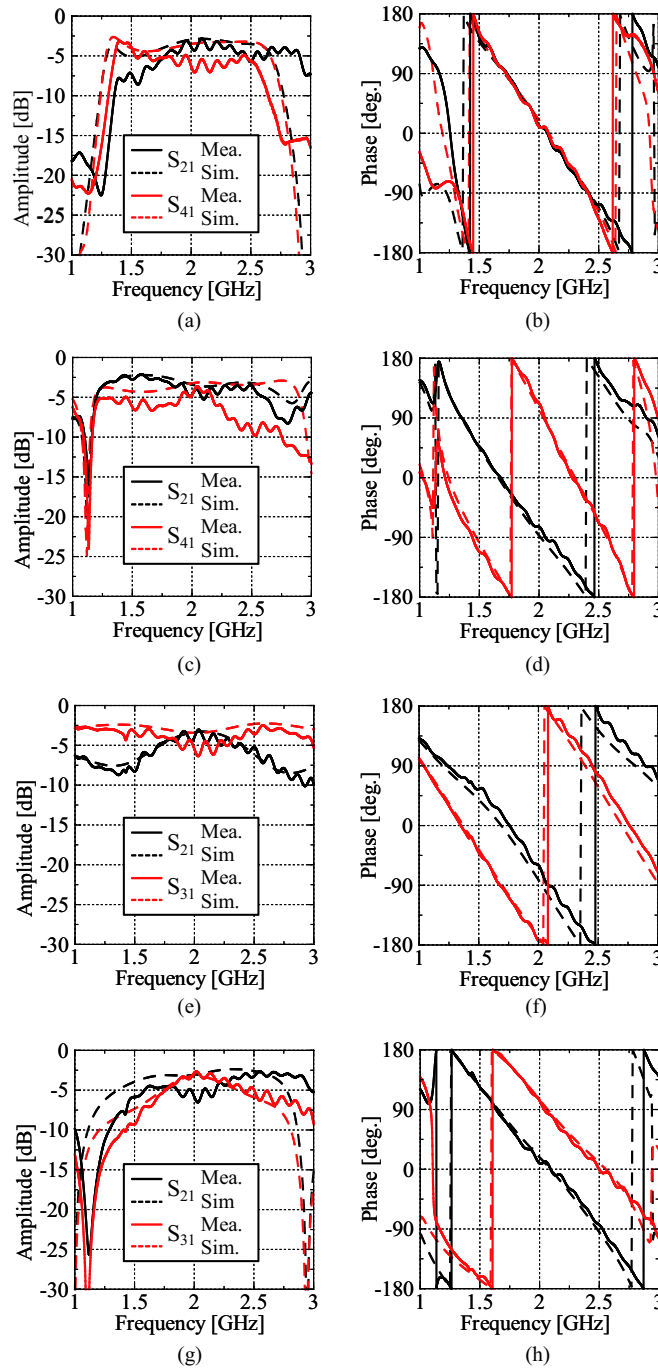 0
-5
-10
-15
-20
-25
-30
Amplitude [dB]
S21 Mea.
Sim.
S41 Mea.
Sim.
1 1.5 2 2.5 3
Frequency [GHz]
(a)
180
90
0
-90
-180
Phase [deg.]
1 1.5 2 2.5 3
Frequency [GHz]
(b)
0
-5
-10
-15
-20
-25
-30
Amplitude [dB]
S21 Mea.
Sim.
S41 Mea.
Sim.
1 1.5 2 2.5 3
Frequency [GHz]
(c)
180
90
0
-90
-180
Phase [deg.]
1 1.5 2 2.5 3
Frequency [GHz]
(d)
0
-5
-10
-15
-20
-25
-30
Amplitude [dB]
S21 Mea.
Sim
S31 Mea.
Sim.
1 1.5 2 2.5 3
Frequency [GHz]
(e)
180
90
0
-90
-180
Phase [deg.]
1 1.5 2 2.5 3
Frequency [GHz]
(f)
0
-5
-10
-15
-20
-25
-30
Amplitude [dB]
S21 Mea.
Sim
S31 Mea.
Sim.
1 1.5 2 2.5 3
Frequency [GHz]
(g)
180
90
0
-90
-180
Phase [deg.]
1 1.5 2 2.5 3
Frequency [GHz]
(h)